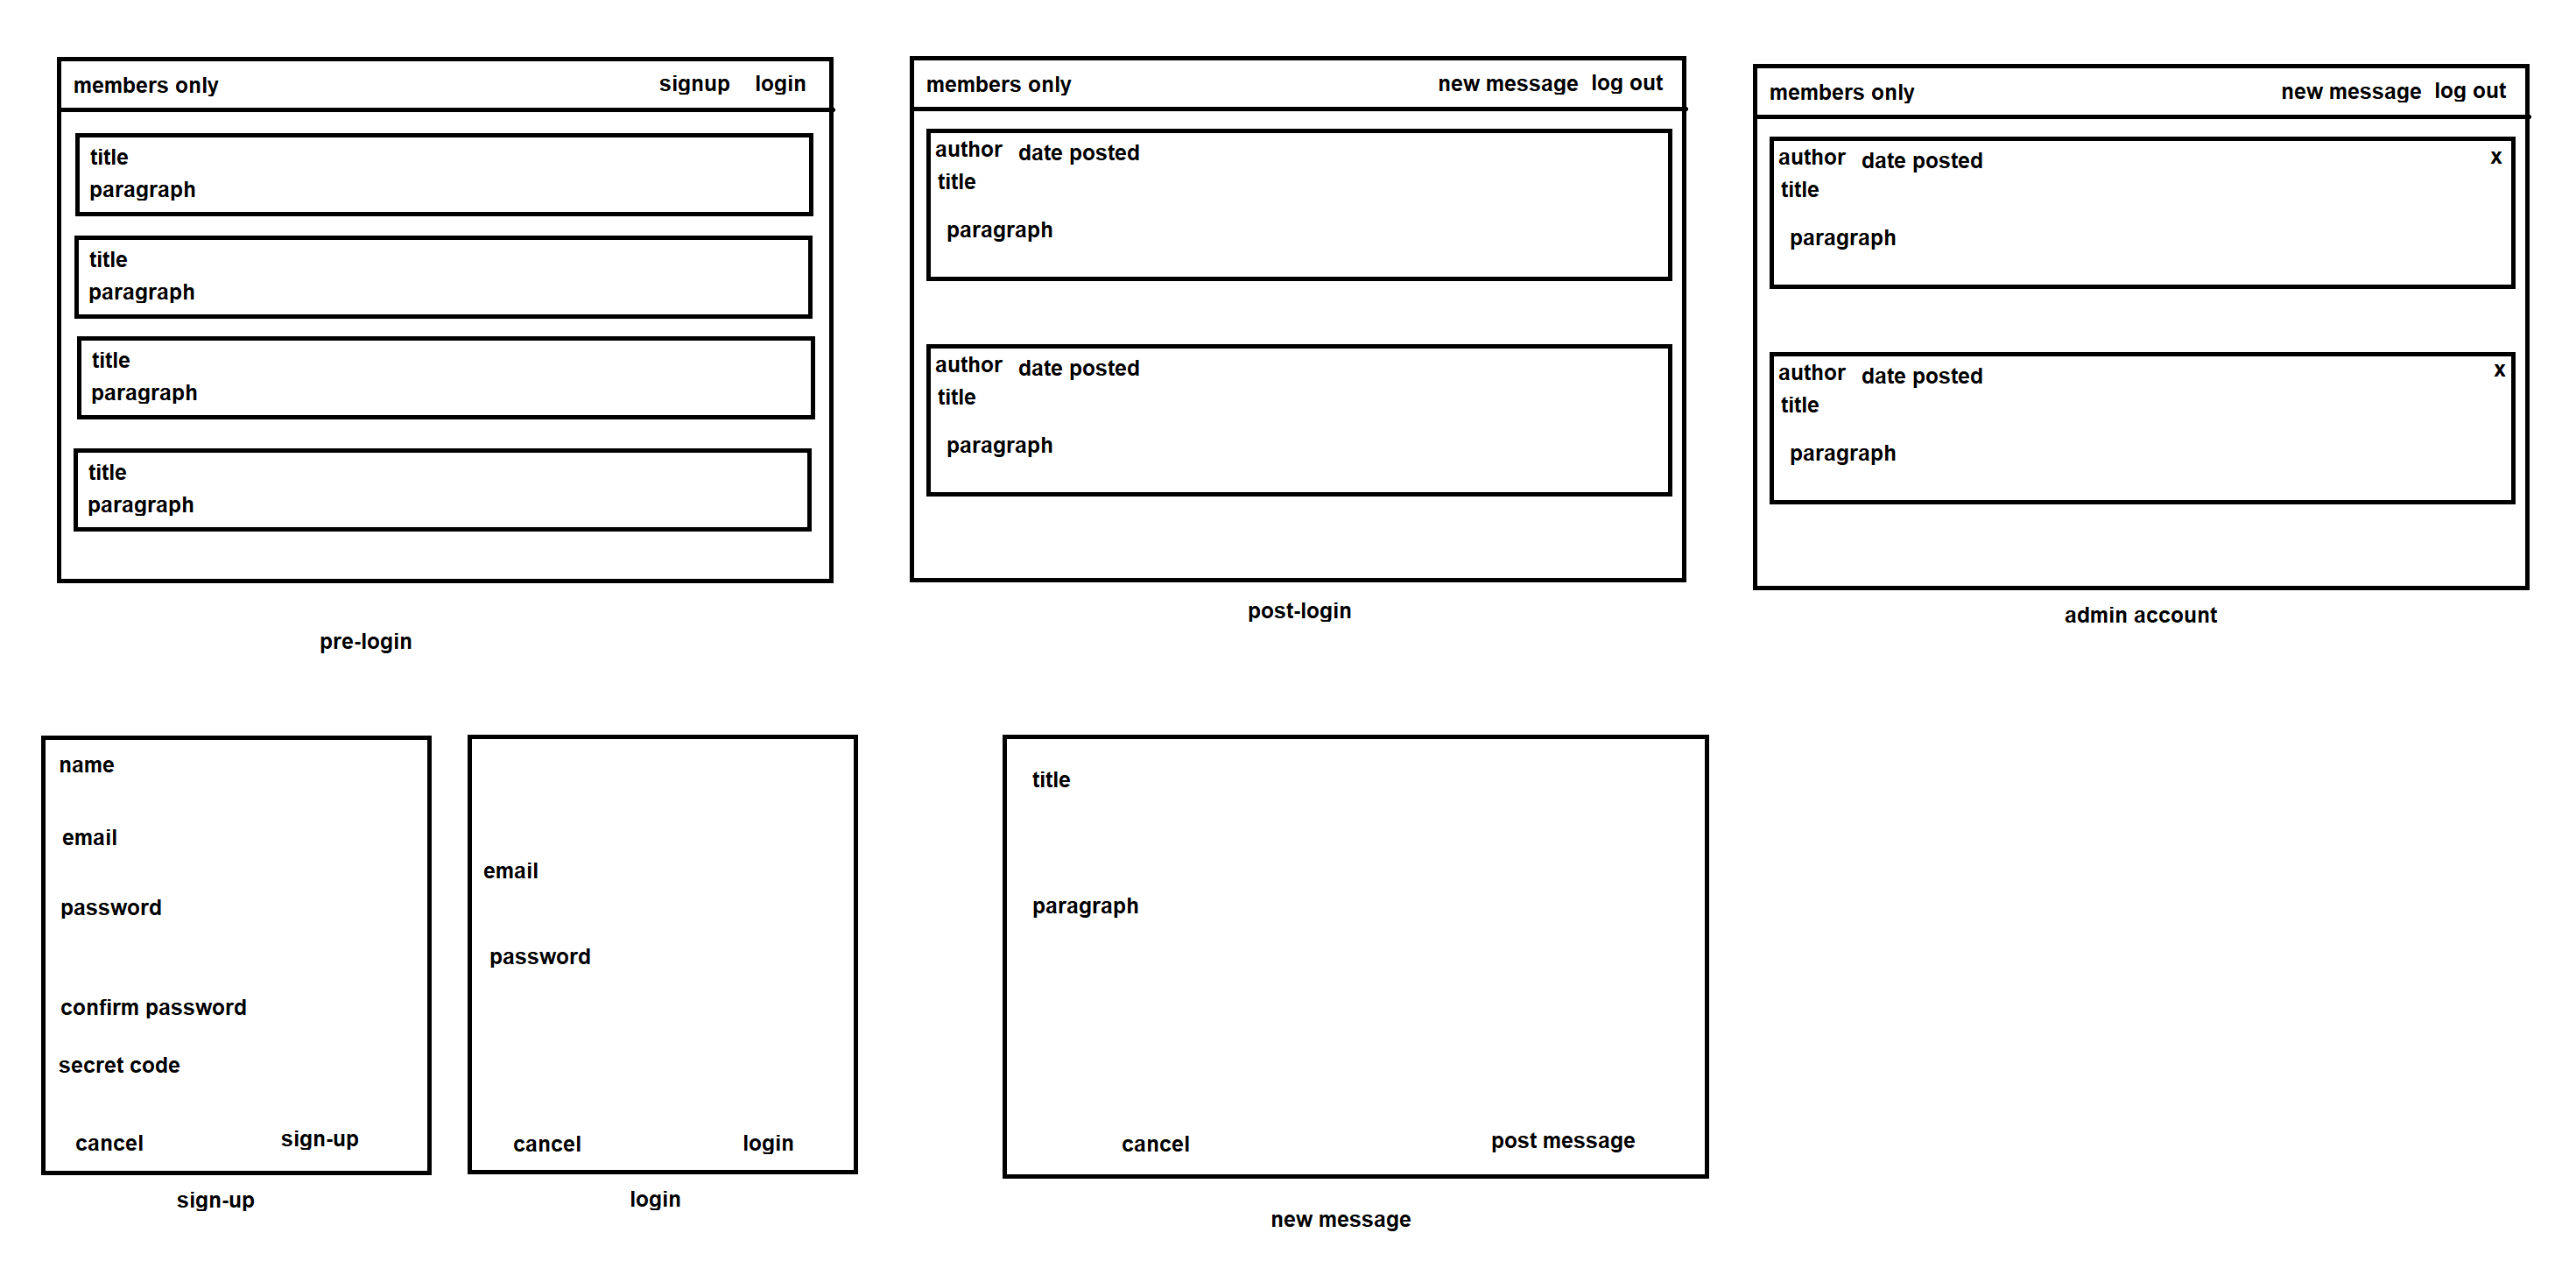 members only signup login
title
paragraph
title
paragraph
title
paragraph
title
paragraph
pre-login
members only new message log out
author date posted
title
paragraph
author date posted
title
paragraph
post-login
members only new message log out
author date posted x
title
paragraph
author date posted x
title
paragraph
admin account
name
email
password
confirm password
secret code
cancel sign-up
sign-up
email
password
cancel login
login
title
paragraph
cancel post message
new message